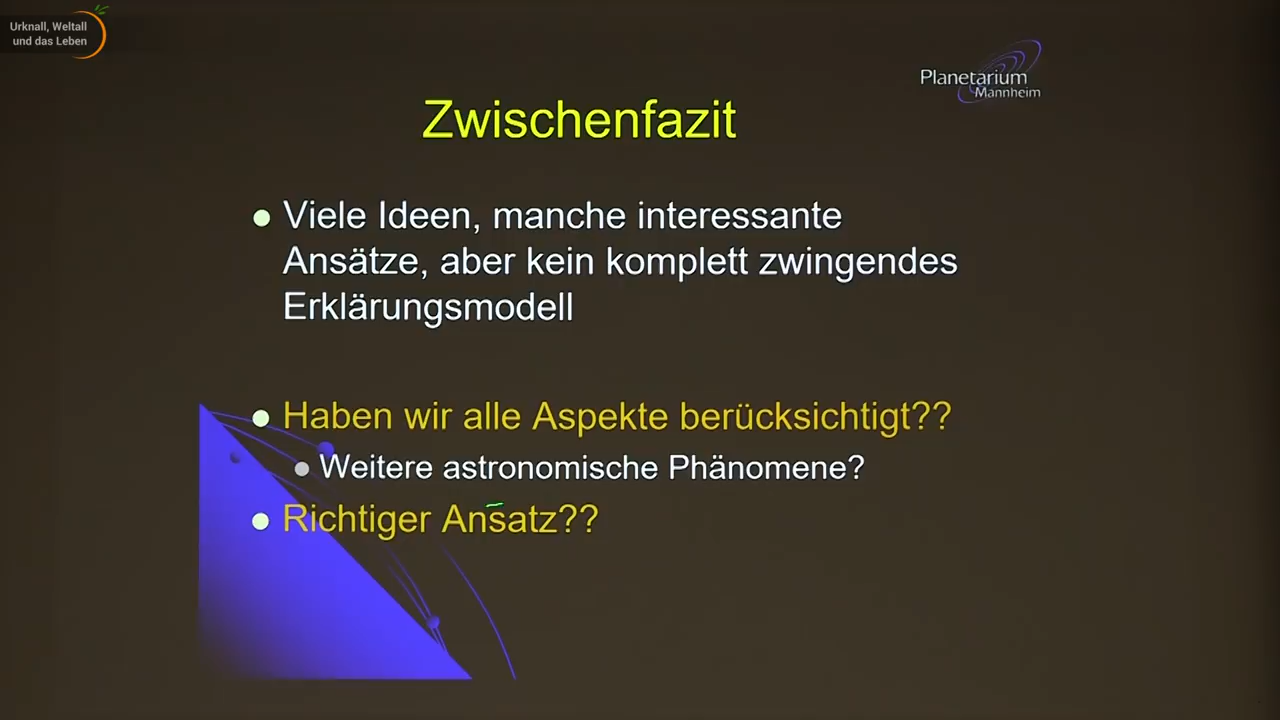 Urknall, Weltall
und das Leben
Planetarium
Mannheim
Zwischenfazit
Viele Ideen, manche interessante
Ansätze, aber kein komplett zwingendes
Erklärungsmodell
Haben wir alle Aspekte berücksichtigt??
Weitere astronomische Phänomene?
Richtiger Ansatz??